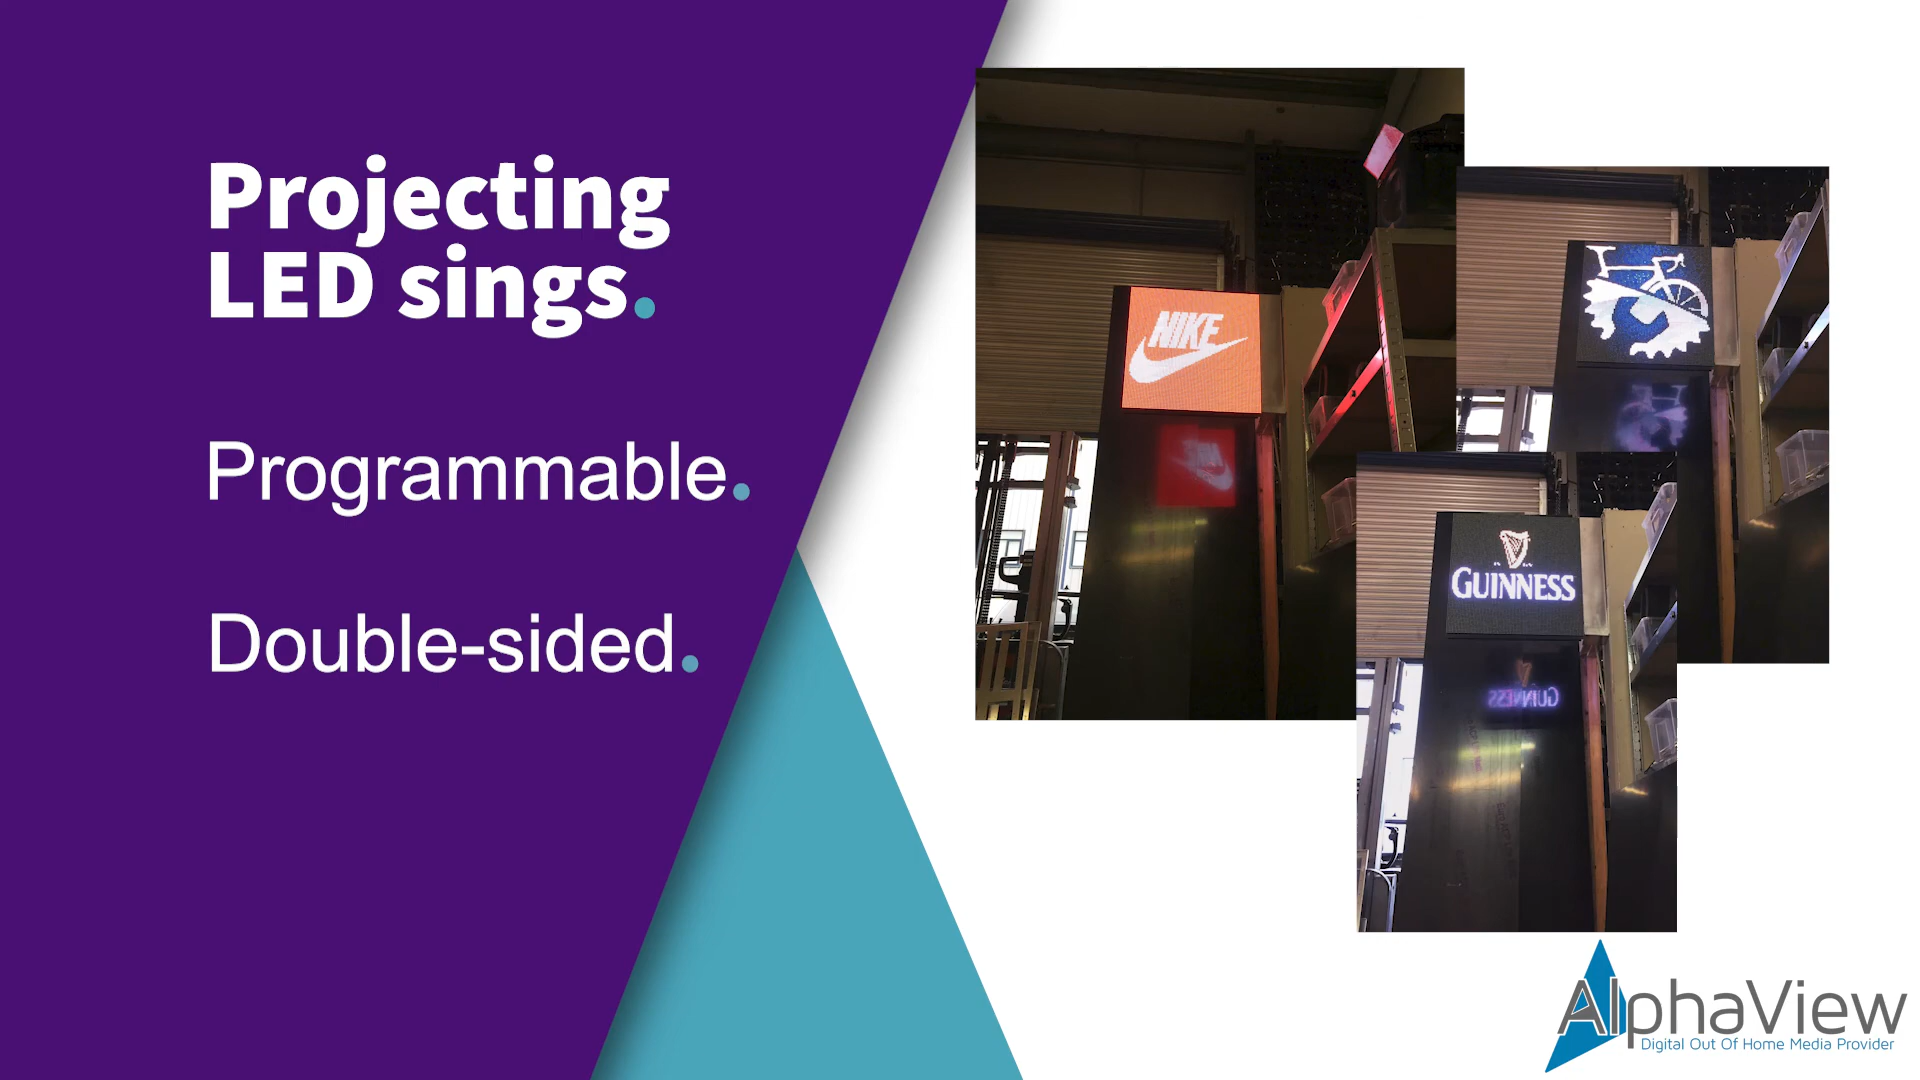 Projecting
LED sings.
Programmable.
Double-sided.
NIKE
GUINNESS
AlphaView
Digital Out Of Home Media Provider